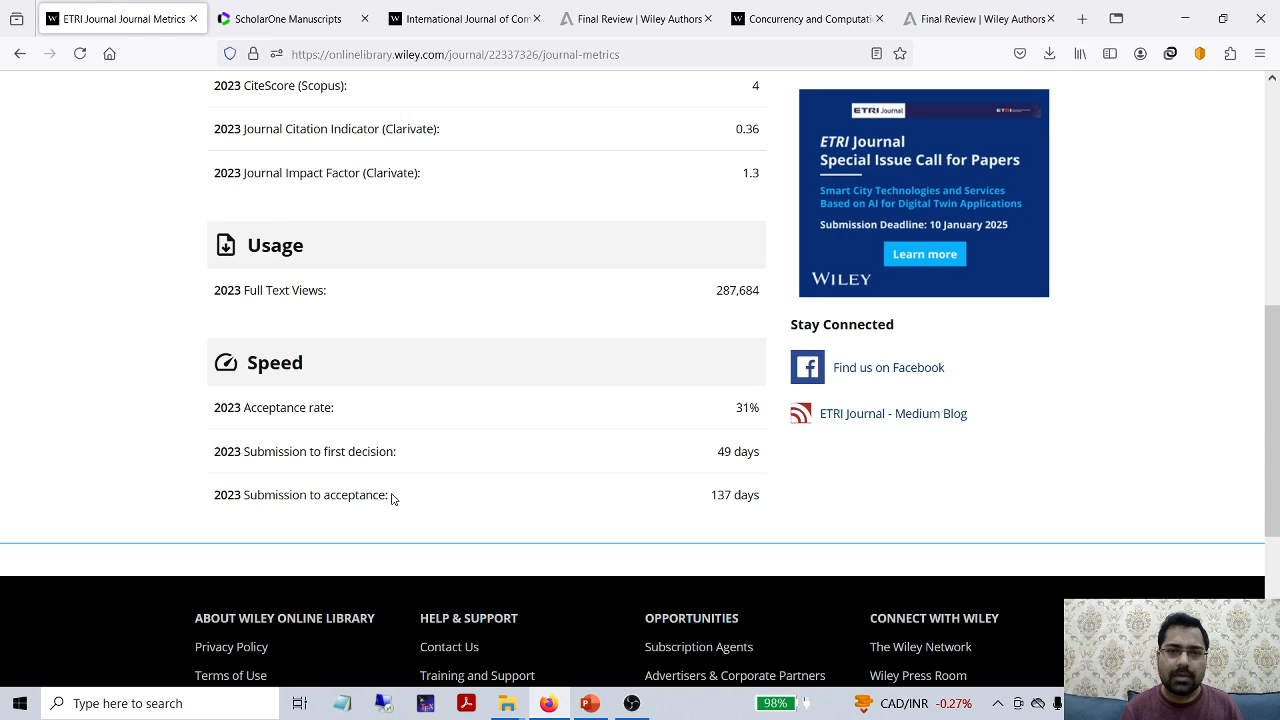 ETRI Journal Journal Metrics
ScholarOne Manuscripts
International Journal of Com
Final Review | Wiley Authors
Concurrency and Computati
Final Review | Wiley Authors
https://onlinelibrary.wiley.com/journal/22337326/journal-metrics
2023 CiteScore (Scopus): 4
2023 Journal Citation Indicator (Clarivate): 0.36
2023 Journal Impact Factor (Clarivate): 1.3
Usage
2023 Full Text Views: 287,684
Speed
2023 Acceptance rate: 31%
2023 Submission to first decision: 49 days
2023 Submission to acceptance: 137 days
ETRI Journal
ETRI Journal
Special Issue Call for Papers
Smart City Technologies and Services
Based on AI for Digital Twin Applications
Submission Deadline: 10 January 2025
Learn more
WILEY
Stay Connected
Find us on Facebook
ETRI Journal - Medium Blog
ABOUT WILEY ONLINE LIBRARY
Privacy Policy
Terms of Use
HELP & SUPPORT
Contact Us
Training and Support
OPPORTUNITIES
Subscription Agents
Advertisers & Corporate Partners
CONNECT WITH WILEY
The Wiley Network
Wiley Press Room
Type here to search
98%
CAD/INR -0.27%